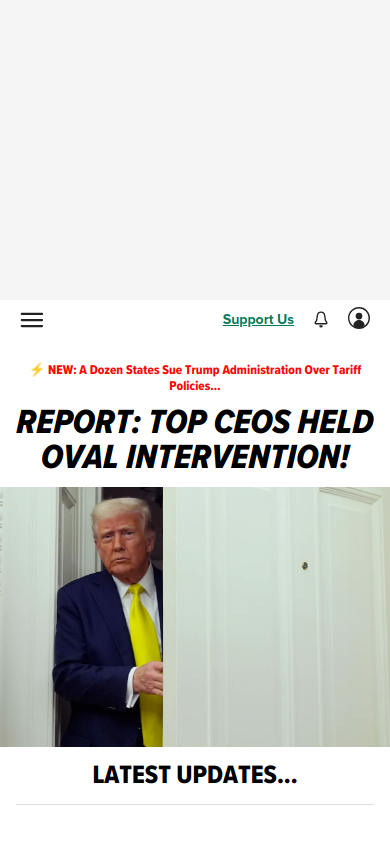 Support Us
⚡ NEW: A Dozen States Sue Trump Administration Over Tariff
Policies...
REPORT: TOP CEOS HELD
OVAL INTERVENTION!
LATEST UPDATES...